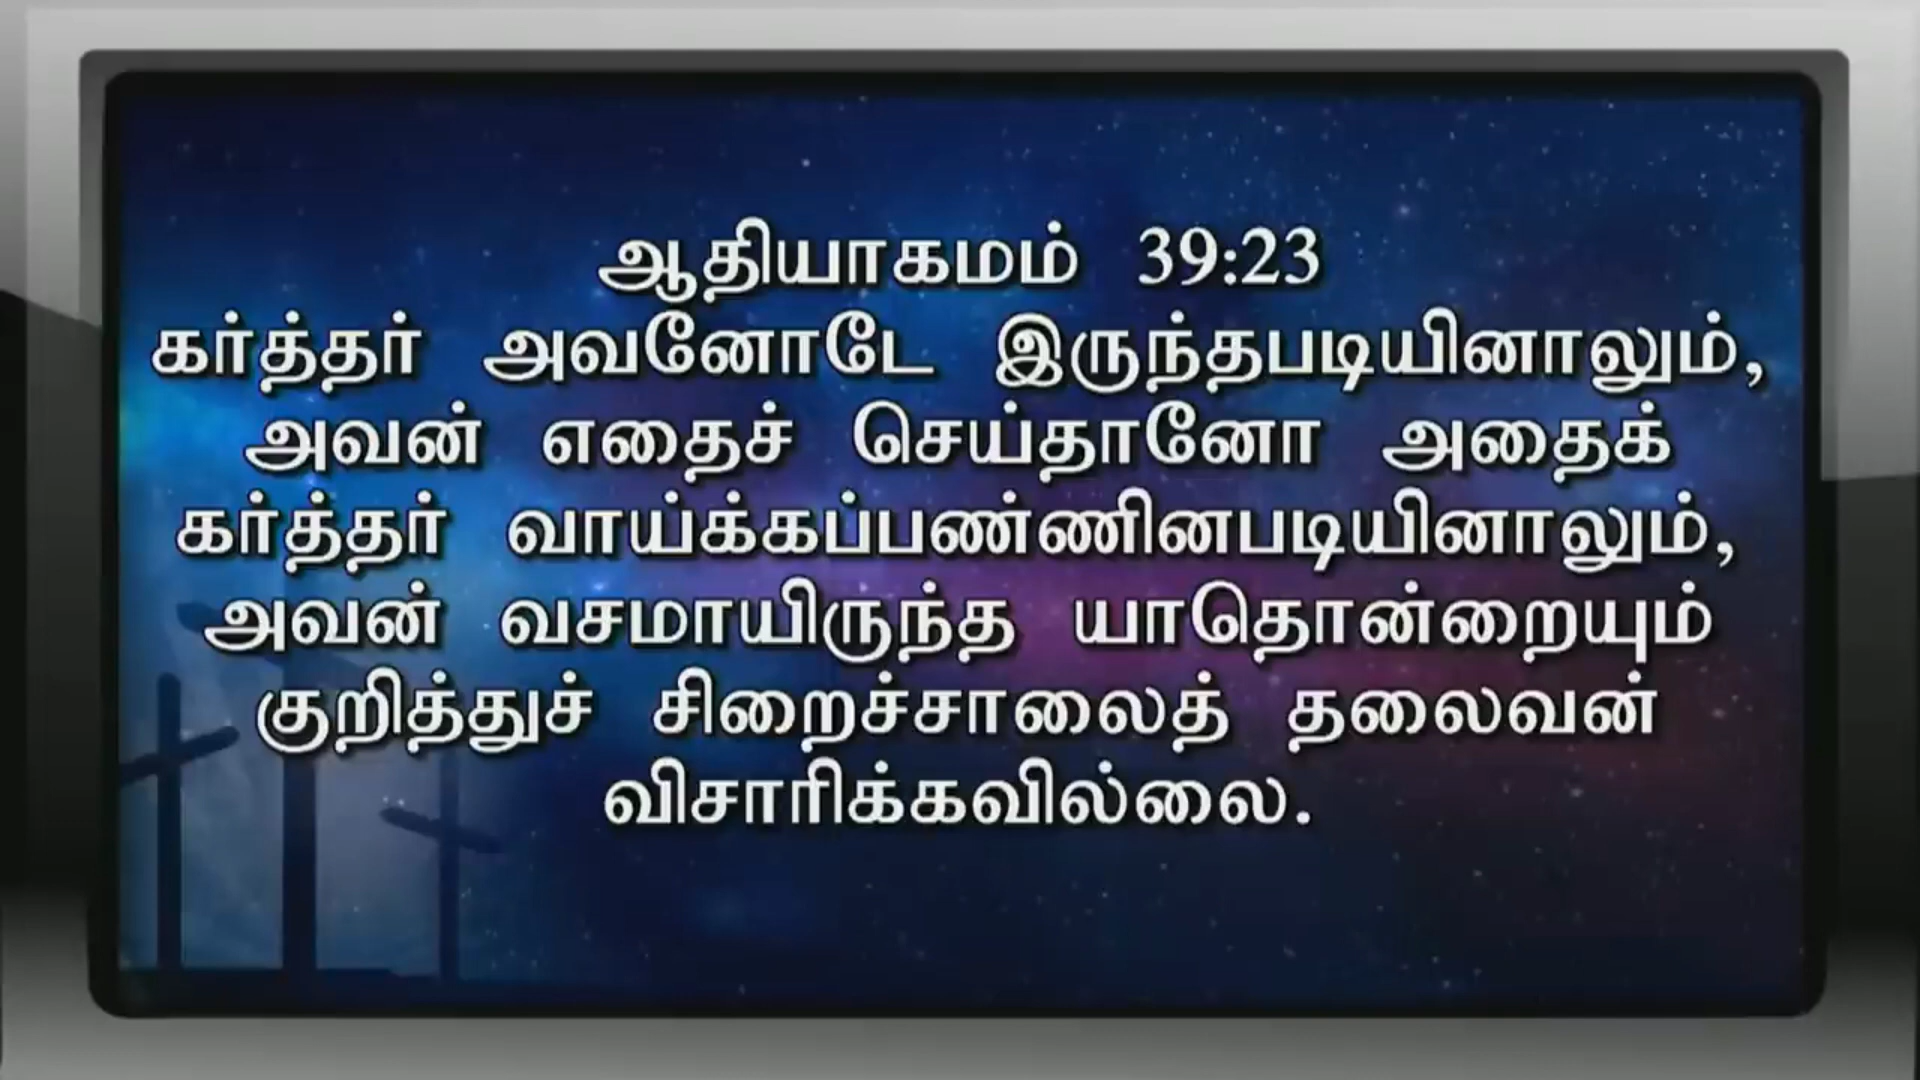 ஆதியாகமம் 39:23
கர்த்தர் அவனோடே இருந்தபடியினாலும்,
அவன் எதைச் செய்தானோ அதைக்
கர்த்தர் வாய்க்கப்பண்ணினபடியினாலும்,
அவன் வசமாயிருந்த யாதொன்றையும்
குறித்துச் சிறைச்சாலைத் தலைவன்
விசாரிக்கவில்லை.